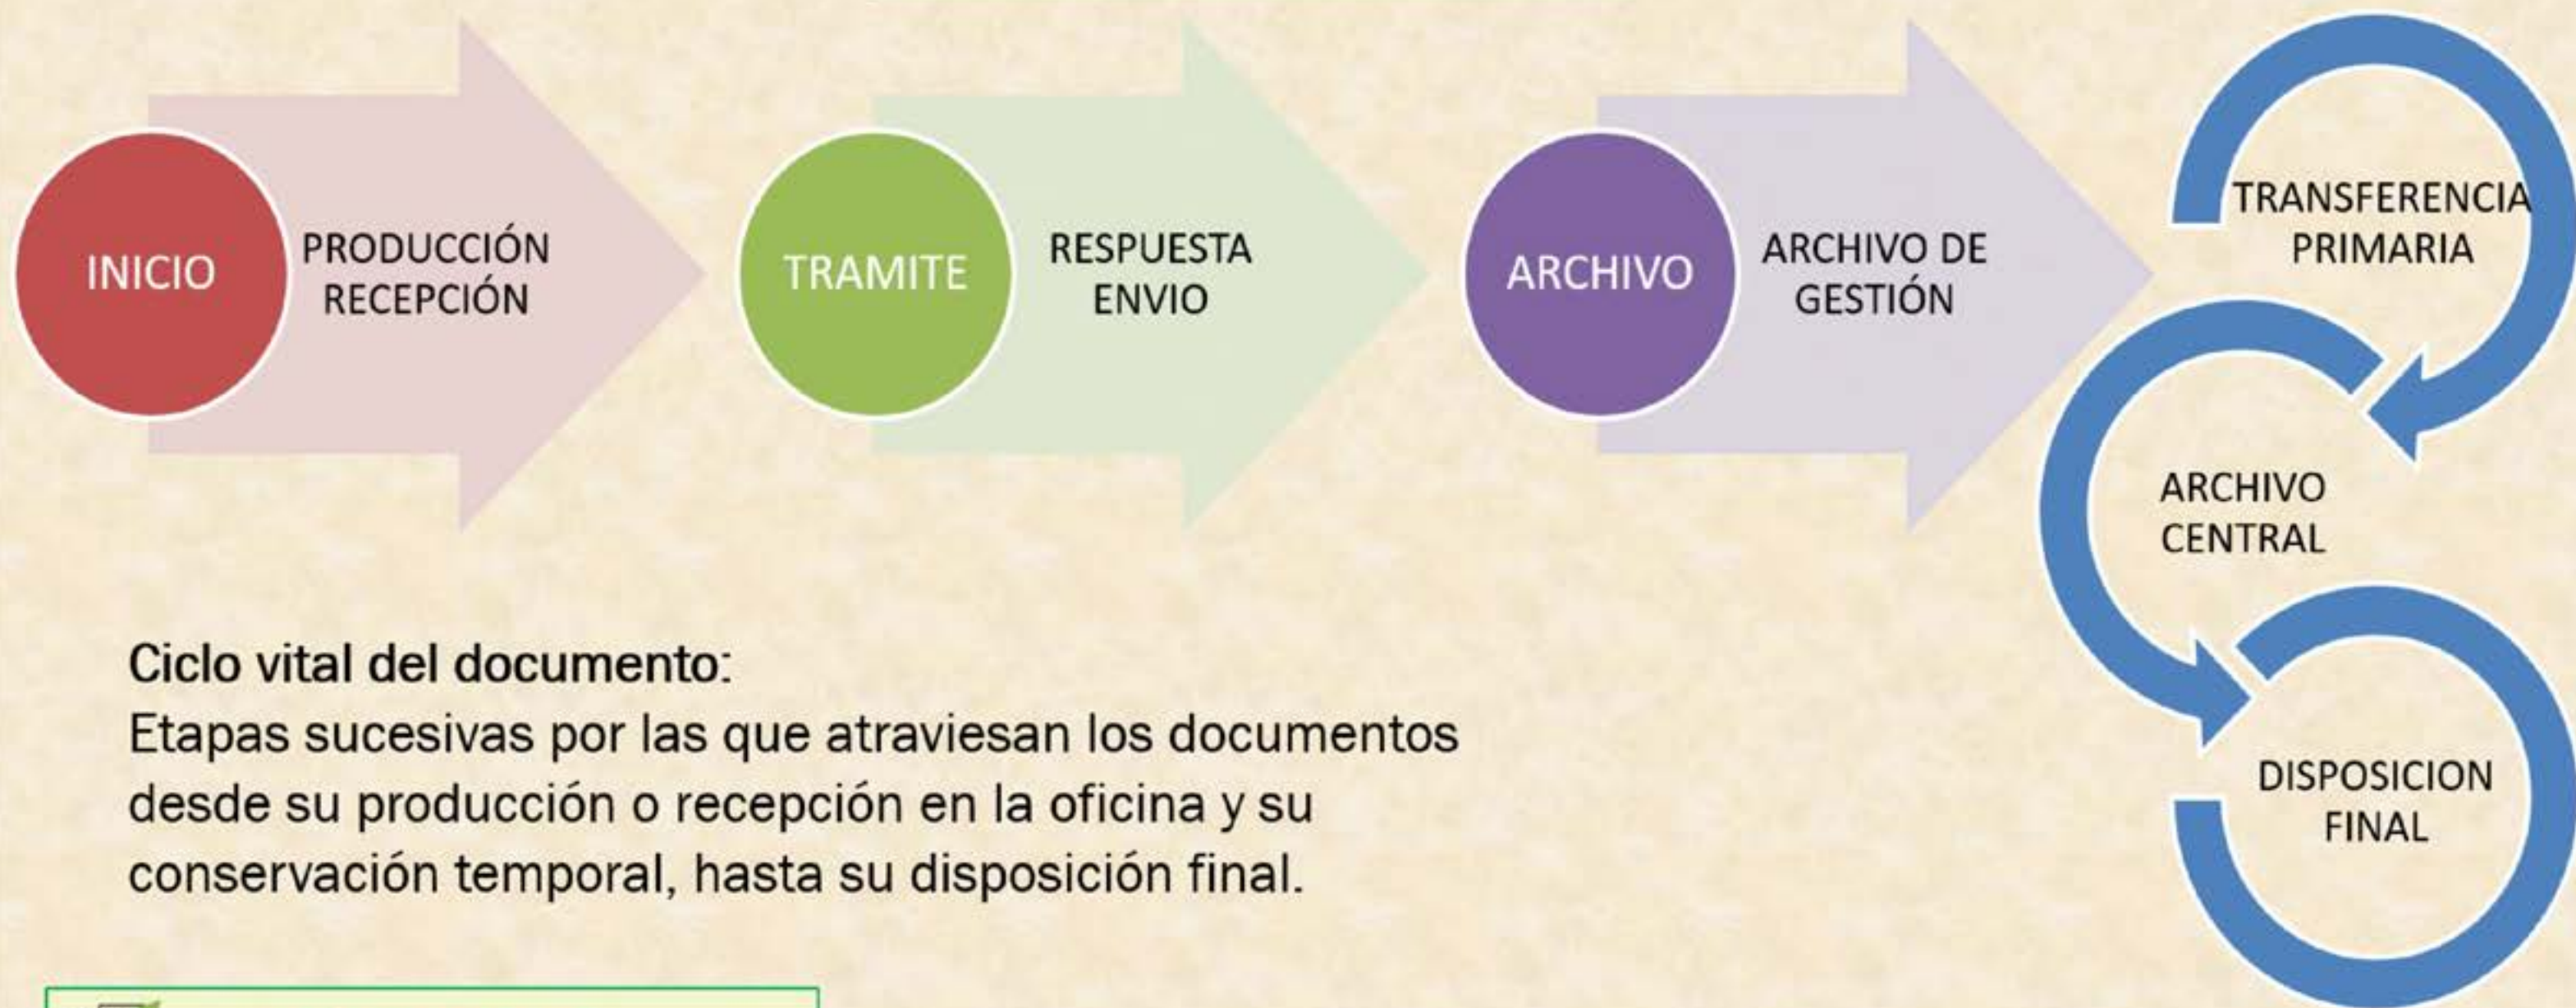 INICIO
PRODUCCIÓN
RECEPCIÓN
TRAMITE
RESPUESTA
ENVIO
ARCHIVO
ARCHIVO DE
GESTIÓN
TRANSFERENCIA
PRIMARIA
ARCHIVO
CENTRAL
DISPOSICION
FINAL
Ciclo vital del documento:
Etapas sucesivas por las que atraviesan los documentos
desde su producción o recepción en la oficina y su
conservación temporal, hasta su disposición final.